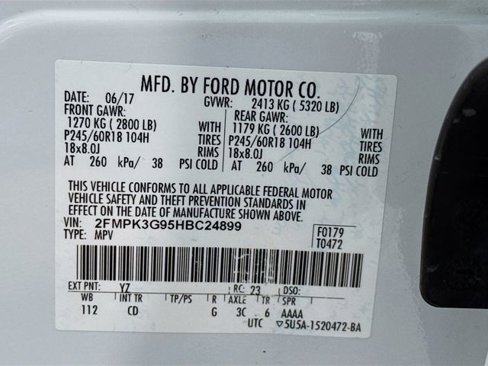 MFD. BY FORD MOTOR CO.
DATE: 06/17 GVWR: 2413 KG ( 5320 LB)
FRONT GAWR: REAR GAWR:
1270 KG ( 2800 LB) WITH 1179 KG ( 2600 LB) WITH
P245/60R18 104H TIRES P245/60R18 104H TIRES
18x8.0J RIMS 18x8.0J RIMS
AT 260 kPa/ 38 PSI COLD AT 260 kPa/ 38 PSI COLD
THIS VEHICLE CONFORMS TO ALL APPLICABLE FEDERAL MOTOR
VEHICLE SAFETY AND THEFT PREVENTION STANDARDS IN
EFFECT ON THE DATE OF MANUFACTURE SHOWN ABOVE.
VIN: 2FMPK3G95HBC24899 F0179
TYPE: MPV T0472
EXT PNT: YZ RC: 23 DSO:
WB INT TR TP/PS R AXLE TR SPR
112 CD G 3C 6 AAAA
UTC 5U5A-1520472-BA